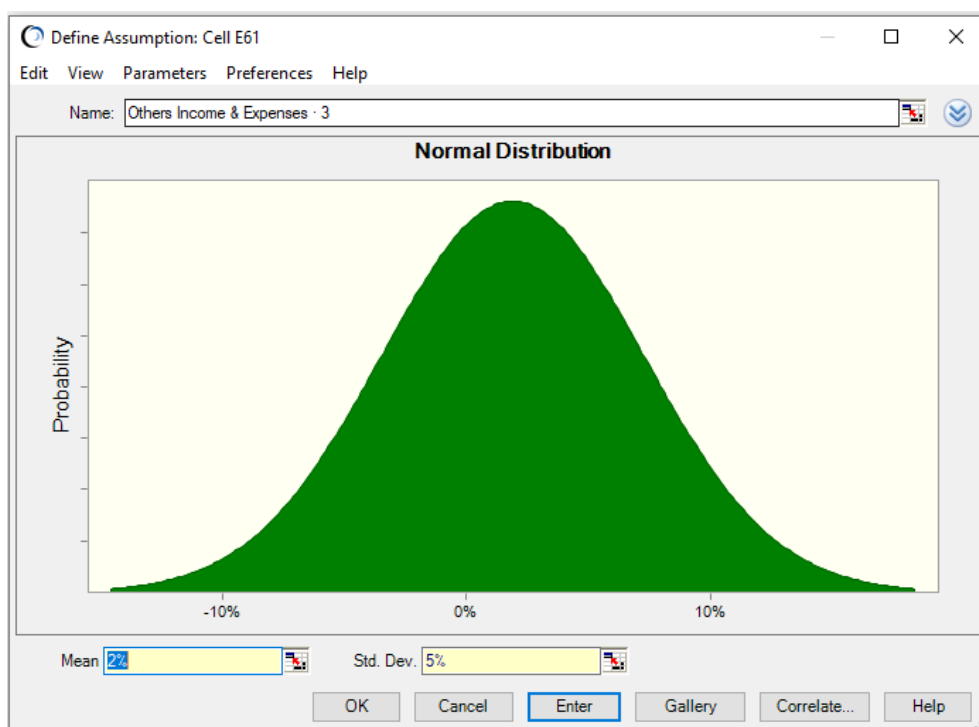 Define Assumption: Cell E61
Edit View Parameters Preferences Help
Name: Others Income & Expenses · 3
Normal Distribution
Probability
-10% 0% 10%
Mean 2% Std. Dev. 5%
OK Cancel Enter Gallery Correlate... Help